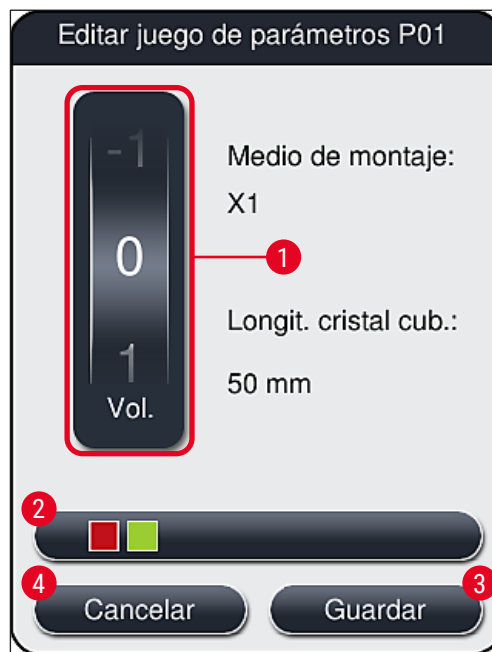 Editar juego de parámetros P01
-1
0
1
Vol.
Medio de montaje:
X1
1
Longit. cristal cub.:
50 mm
2
4
3
Cancelar
Guardar